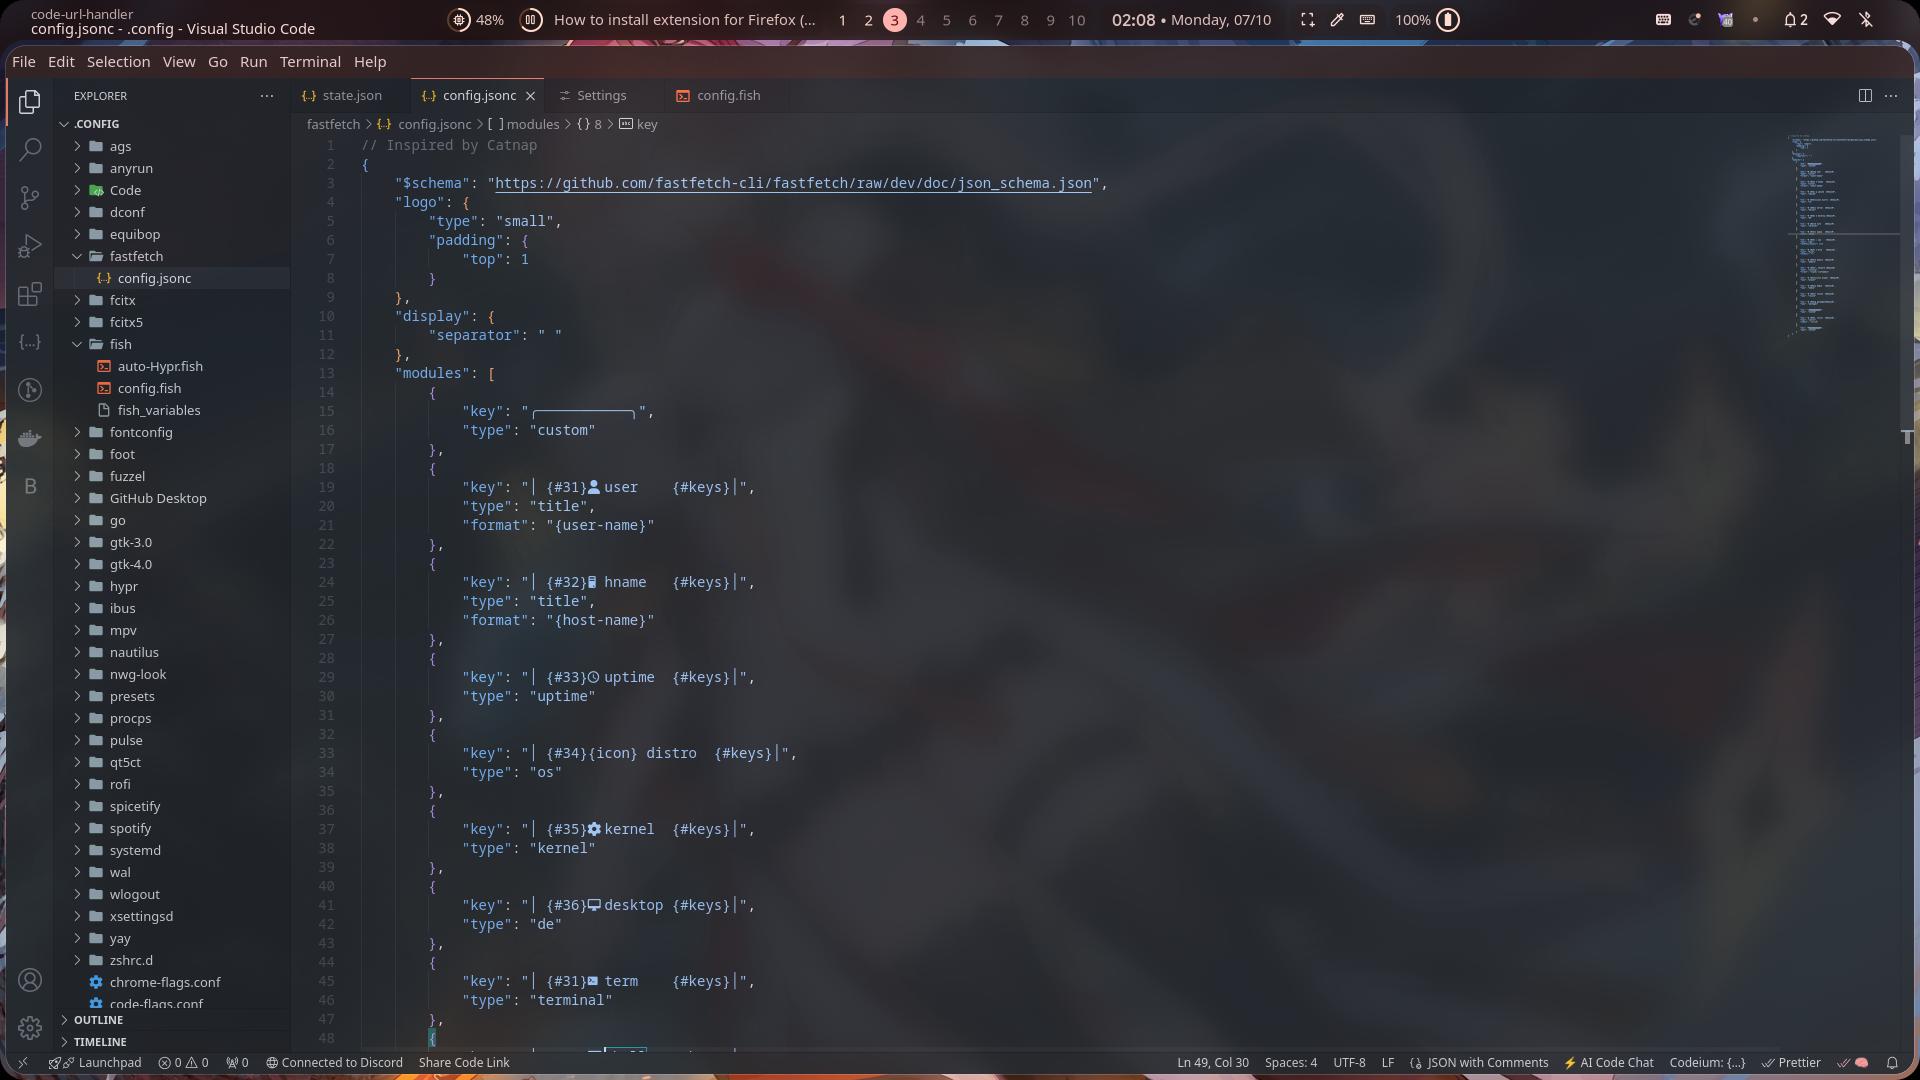 code-url-handler
config.jsonc - .config - Visual Studio Code
48%
How to install extension for Firefox (...
1 2 3 4 5 6 7 8 9 10
02:08 • Monday, 07/10
100%
2
File Edit Selection View Go Run Terminal Help
EXPLORER
state.json
config.jsonc
Settings
config.fish
.CONFIG
fastfetch > config.jsonc > [ ] modules > {} 8 > key
ags
anyrun
Code
dconf
equibop
fastfetch
config.jsonc
fcitx
fcitx5
fish
auto-Hypr.fish
config.fish
fish_variables
fontconfig
foot
fuzzel
GitHub Desktop
go
gtk-3.0
gtk-4.0
hypr
ibus
mpv
nautilus
nwg-look
presets
procps
pulse
qt5ct
rofi
spicetify
spotify
systemd
wal
wlogout
xsettingsd
yay
zshrc.d
chrome-flags.conf
code-flags.conf
OUTLINE
TIMELINE
1 // Inspired by Catnap
2 {
3 "$schema": "https://github.com/fastfetch-cli/fastfetch/raw/dev/doc/json_schema.json",
4 "logo": {
5 "type": "small",
6 "padding": {
7 "top": 1
8 }
9 },
10 "display": {
11 "separator": " "
12 },
13 "modules": [
14 {
15 "key": "╭───────────╮",
16 "type": "custom"
17 },
18 {
19 "key": "│ {#31} user {#keys}│",
20 "type": "title",
21 "format": "{user-name}"
22 },
23 {
24 "key": "│ {#32} hname {#keys}│",
25 "type": "title",
26 "format": "{host-name}"
27 },
28 {
29 "key": "│ {#33} uptime {#keys}│",
30 "type": "uptime"
31 },
32 {
33 "key": "│ {#34}{icon} distro {#keys}│",
34 "type": "os"
35 },
36 {
37 "key": "│ {#35} kernel {#keys}│",
38 "type": "kernel"
39 },
40 {
41 "key": "│ {#36} desktop {#keys}│",
42 "type": "de"
43 },
44 {
45 "key": "│ {#31} term {#keys}│",
46 "type": "terminal"
47 },
48 {
Launchpad 0 0 0 Connected to Discord Share Code Link
Ln 49, Col 30 Spaces: 4 UTF-8 LF JSON with Comments AI Code Chat Codeium: {...} Prettier